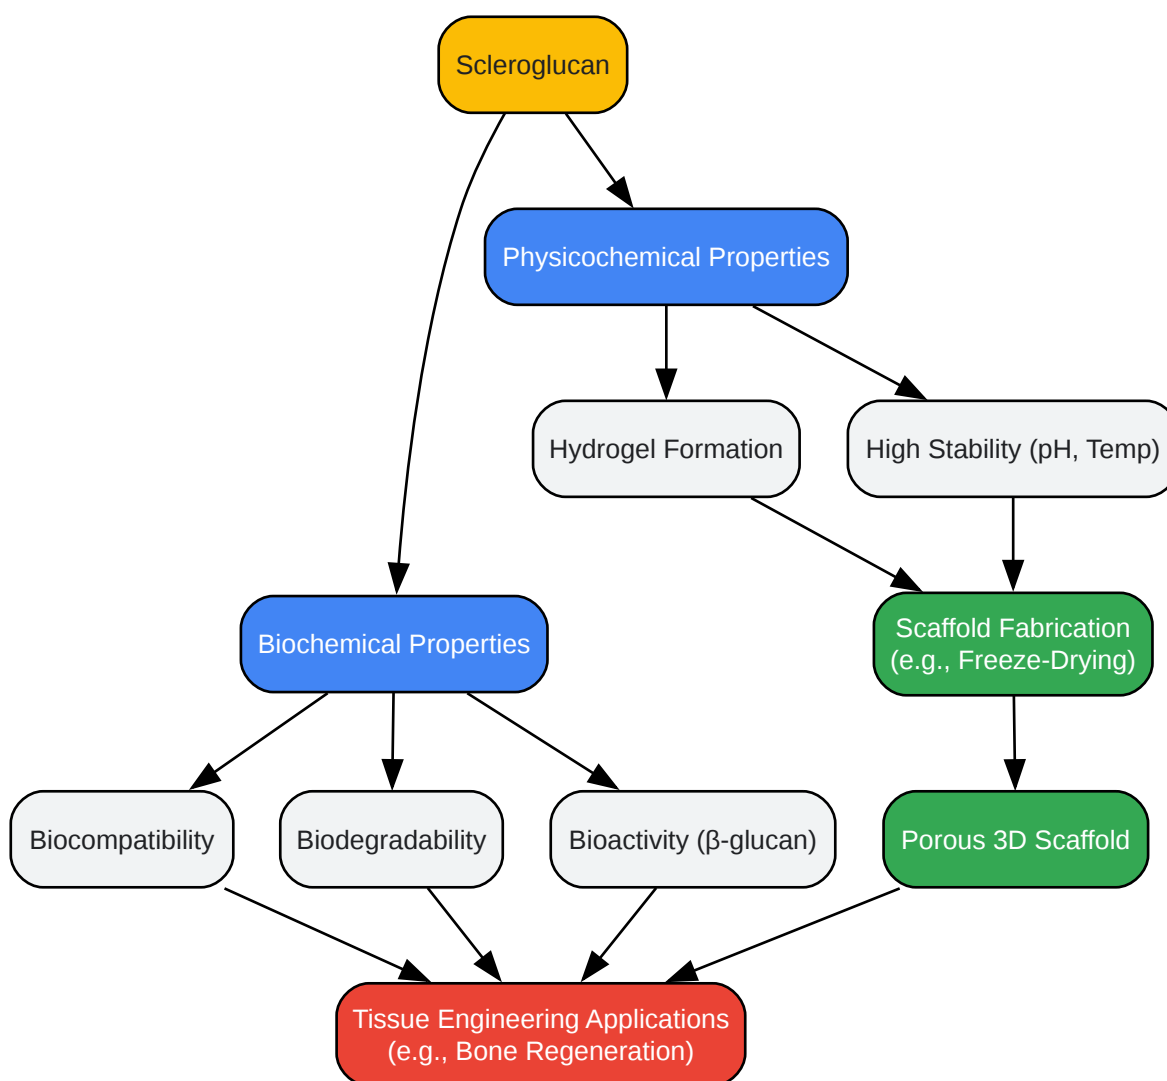 Scleroglucan
Physicochemical Properties
Hydrogel Formation
High Stability (pH, Temp)
Biochemical Properties
Scaffold Fabrication
(e.g., Freeze-Drying)
Biocompatibility
Biodegradability
Bioactivity (β-glucan)
Porous 3D Scaffold
Tissue Engineering Applications
(e.g., Bone Regeneration)